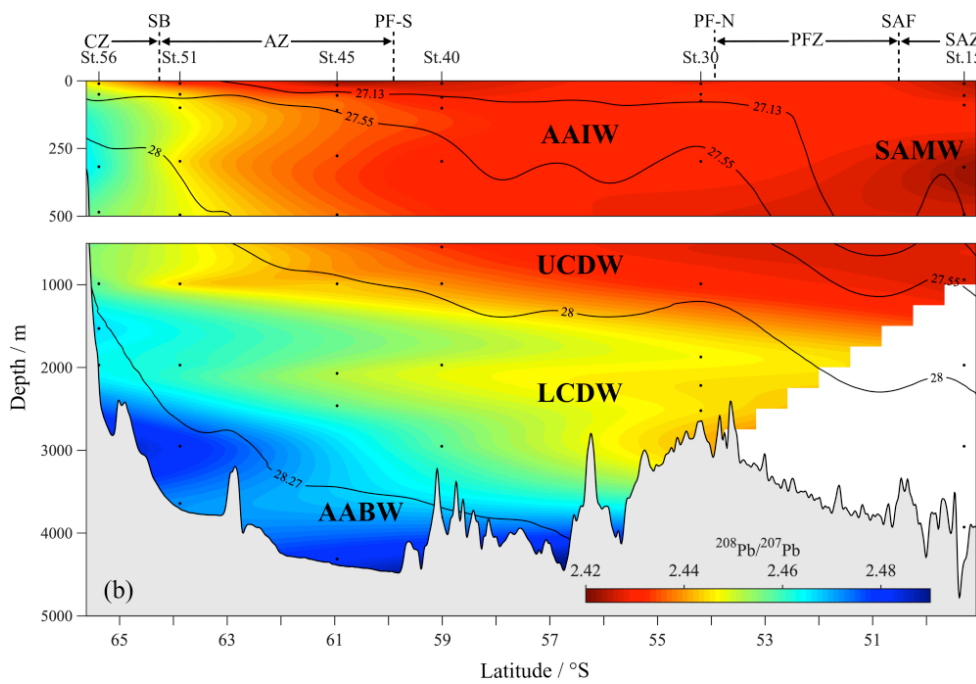 SB PF-S PF-N SAF
CZ AZ PFZ SAZ
St.56 St.51 St.45 St.40 St.30 St.1
0
250
500
27.13
27.55
28
27.13
27.55
AAIW
SAMW
1000
2000
3000
4000
5000
Depth / m
UCDW
27.55
28
28
LCDW
28.27
AABW
(b)
208Pb/207Pb
2.42 2.44 2.46 2.48
65 63 61 59 57 55 54 53 51
Latitude / °S